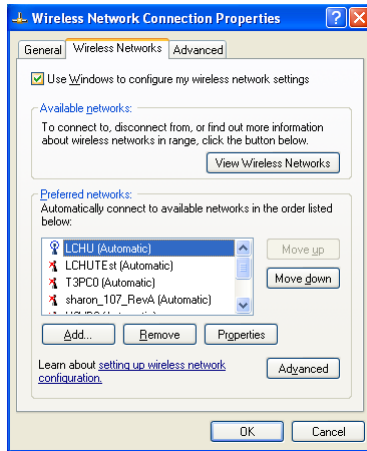 Wireless Network Connection Properties
General Wireless Networks Advanced
Use Windows to configure my wireless network settings
Available networks:
To connect to, disconnect from, or find out more information
about wireless networks in range, click the button below.
View Wireless Networks
Preferred networks:
Automatically connect to available networks in the order listed
below:
LCHU (Automatic)
Move up
LCHUTEst (Automatic)
T3PC0 (Automatic)
Move down
sharon_107_RevA (Automatic)
Add... Remove Properties
Learn about setting up wireless network
configuration.
Advanced
OK Cancel